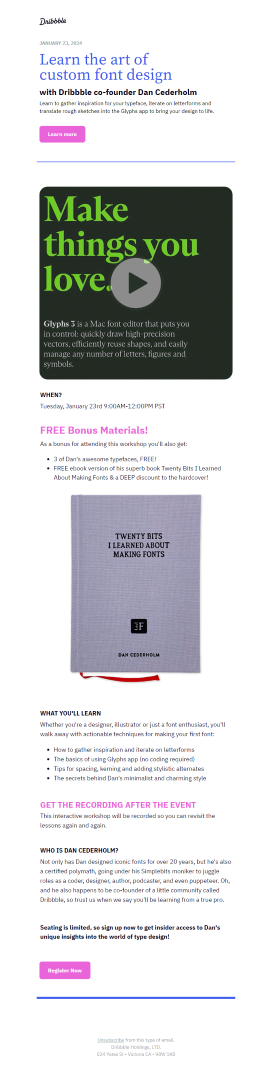 Dribbble
JANUARY 23, 2024
Learn the art of
custom font design
with Dribbble co-founder Dan Cederholm
Learn to gather inspiration for your typeface, iterate on letterforms and
translate rough sketches into the Glyphs app to bring your design to life.
Learn more
Make
things you
love.
Glyphs 3 is a Mac font editor that puts you
in control: quickly draw high-precision
vectors, efficiently reuse shapes, and easily
manage any number of letters, figures and
symbols.
WHEN?
Tuesday, January 23rd 9:00AM-12:00PM PST
FREE Bonus Materials!
As a bonus for attending this workshop you'll also get:
• 3 of Dan's awesome typefaces, FREE!
• FREE ebook version of his superb book Twenty Bits I Learned
About Making Fonts & a DEEP discount to the hardcover!
TWENTY BITS
I LEARNED ABOUT
MAKING FONTS
DAN CEDERHOLM
WHAT YOU'LL LEARN
Whether you're a designer, illustrator or just a font enthusiast, you'll
walk away with actionable techniques for making your first font:
• How to gather inspiration and iterate on letterforms
• The basics of using Glyphs app (no coding required)
• Tips for spacing, kerning and adding stylistic alternates
• The secrets behind Dan's minimalist and charming style
GET THE RECORDING AFTER THE EVENT
This interactive workshop will be recorded so you can revisit the
lessons again and again.
WHO IS DAN CEDERHOLM?
Not only has Dan designed iconic fonts for over 20 years, but he's also
a certified polymath, going under his Simplebits moniker to juggle
roles as a coder, designer, author, podcaster, and even puppeteer. Oh,
and he also happens to be co-founder of a little community called
Dribbble, so trust us when we say you'll be learning from a true pro.
Seating is limited, so sign up now to get insider access to Dan's
unique insights into the world of type design!
Register Now
Unsubscribe from this type of email.
Dribbble Holdings, LTD.
Yates St • Victoria CA • V8W 1M0